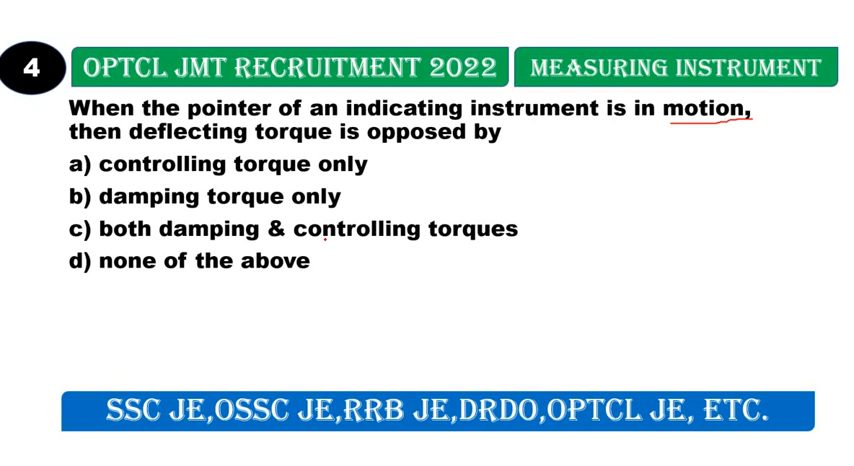 4
OPTCL JMT RECRUITMENT 2022
MEASURING INSTRUMENT
When the pointer of an indicating instrument is in motion,
then deflecting torque is opposed by
a) controlling torque only
b) damping torque only
c) both damping & controlling torques
d) none of the above
SSC JE,OSSC JE,RRB JE,DRDO,OPTCL JE, ETC.